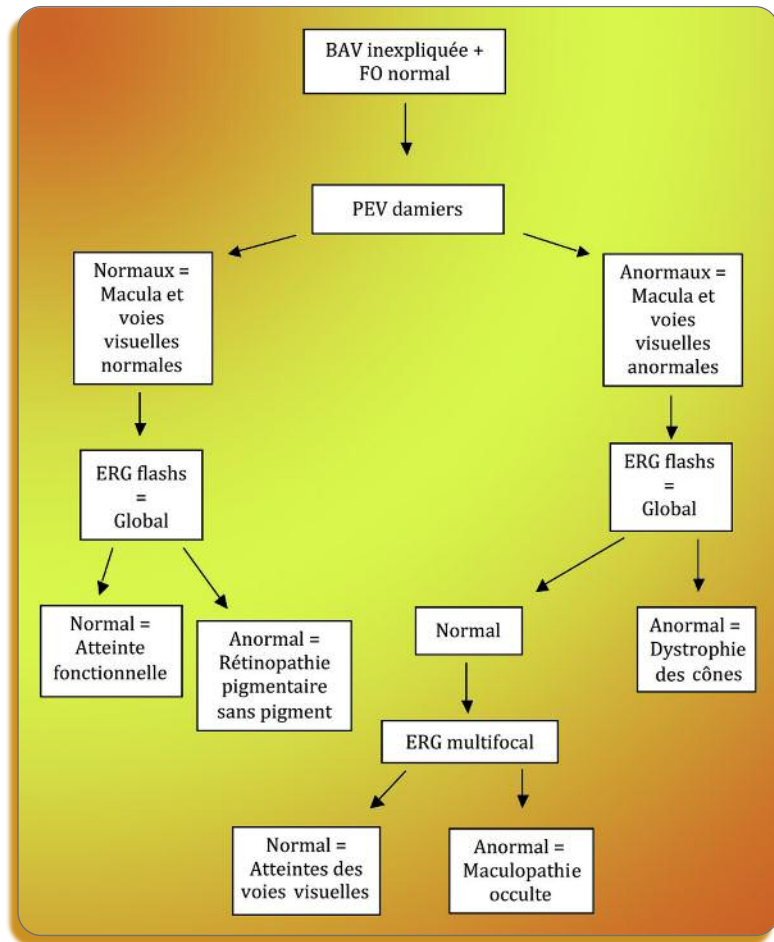 BAV inexpliquée +
FO normal
PEV damiers
Normaux =
Macula et
voies
visuelles
normales
Anormaux =
Macula et
voies
visuelles
anormales
ERG flashs
=
Global
ERG flashs
=
Global
Normal =
Atteinte
fonctionnelle
Anormal =
Rétinopathie
pigmentaire
sans pigment
Normal
Anormal =
Dystrophie
des cônes
ERG multifocal
Normal =
Atteintes des
voies visuelles
Anormal =
Maculopathie
occulte